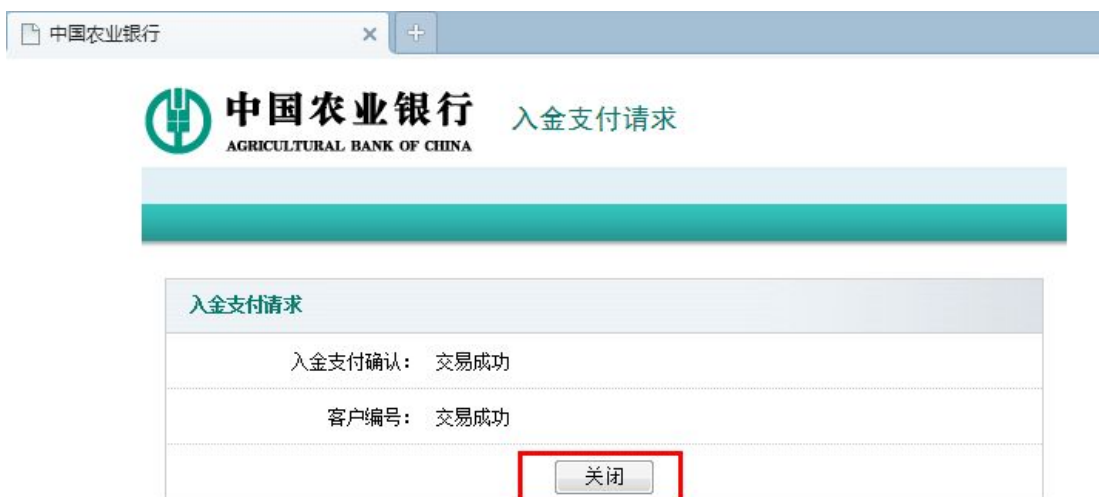 中国农业银行
中国农业银行 入金支付请求
AGRICULTURAL BANK OF CHINA
入金支付请求
入金支付确认： 交易成功
客户编号： 交易成功
关闭